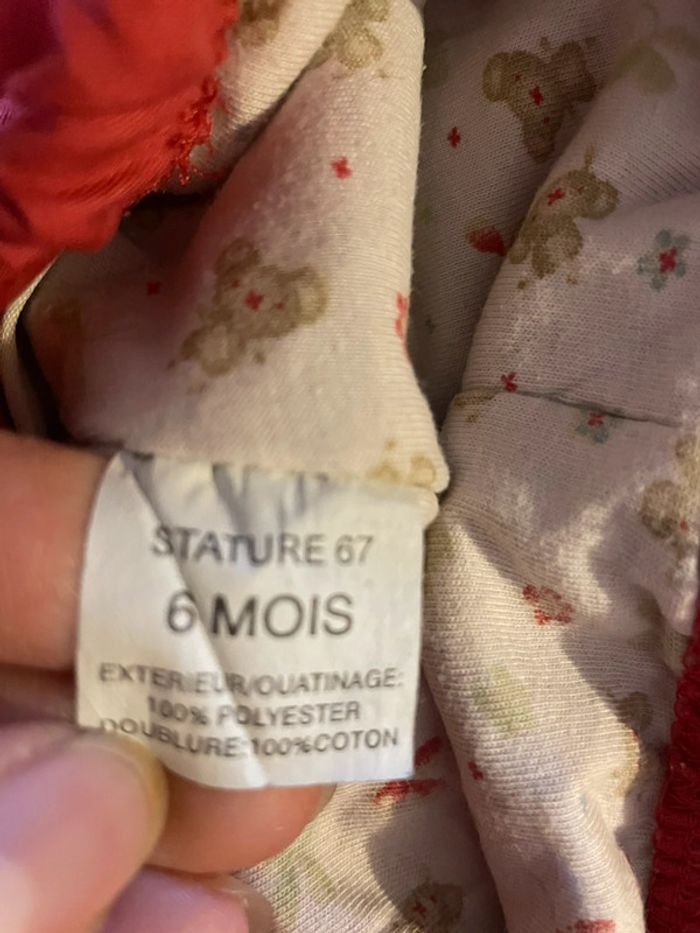 STATURE 67
6 MOIS
EXTERIEUR/OUATINAGE:
100% POLYESTER
DOUBLURE:100%COTON